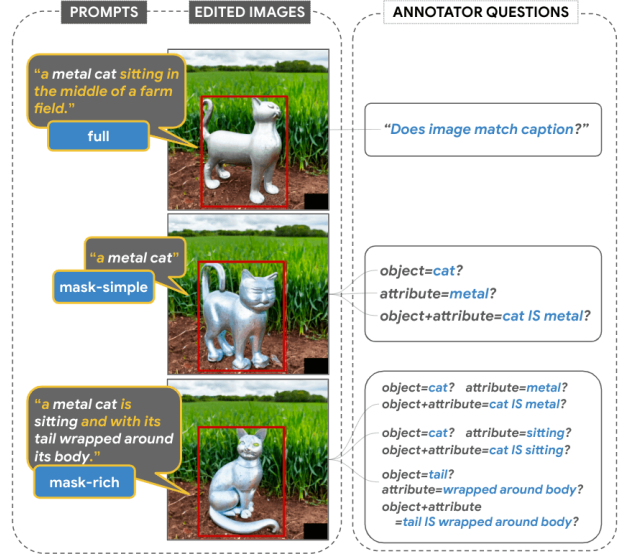 PROMPTS
EDITED IMAGES
ANNOTATOR QUESTIONS
“a metal cat sitting in
the middle of a farm
field.”
full
“Does image match caption?”
“a metal cat”
mask-simple
object=cat?
attribute=metal?
object+attribute=cat IS metal?
“a metal cat is
sitting and with its
tail wrapped around
its body.”
mask-rich
object=cat? attribute=metal?
object+attribute=cat IS metal?
object=cat? attribute=sitting?
object+attribute=cat IS sitting?
object=tail?
attribute=wrapped around body?
object+attribute
=tail IS wrapped around body?